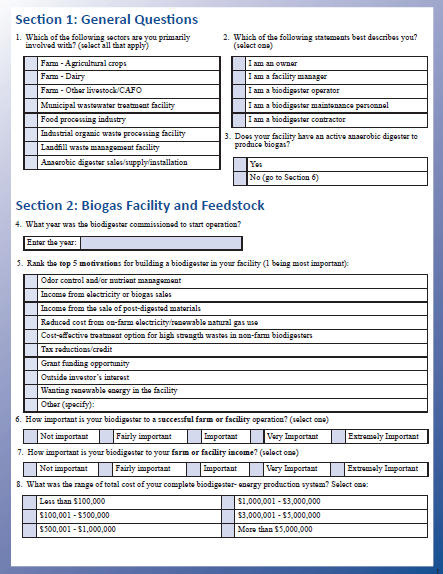 Section 1: General Questions
1. Which of the following sectors are you primarily
involved with? (select all that apply)
Farm - Agricultural crops
Farm - Dairy
Farm - Other livestock/CAFO
Municipal wastewater treatment facility
Food processing industry
Industrial organic waste processing facility
Landfill waste management facility
Anaerobic digester sales/supply/installation
2. Which of the following statements best describes you?
(select one)
I am an owner
I am a facility manager
I am a biodigester operator
I am a biodigester maintenance personnel
I am a biodigester contractor
3. Does your facility have an active anaerobic digester to
produce biogas?
Yes
No (go to Section 6)
Section 2: Biogas Facility and Feedstock
4. What year was the biodigester commissioned to start operation?
Enter the year:
5. Rank the top 5 motivations for building a biodigester in your facility (1 being most important):
Odor control and/or nutrient management
Income from electricity or biogas sales
Income from the sale of post-digested materials
Reduced cost from on-farm electricity/renewable natural gas use
Cost-effective treatment option for high strength wastes in non-farm biodigesters
Tax reductions/credit
Grant funding opportunity
Outside investor's interest
Wanting renewable energy in the facility
Other (specify):
6. How important is your biodigester to a successful farm or facility operation? (select one)
Not important Fairly important Important Very Important Extremely Important
7. How important is your biodigester to your farm or facility income? (select one)
Not important Fairly important Important Very Important Extremely Important
8. What was the range of total cost of your complete biodigester- energy production system? Select one:
Less than $100,000
$100,001 - $500,000
$500,001 - $1,000,000
$1,000,001 - $3,000,000
$3,000,001 - $5,000,000
More than $5,000,000